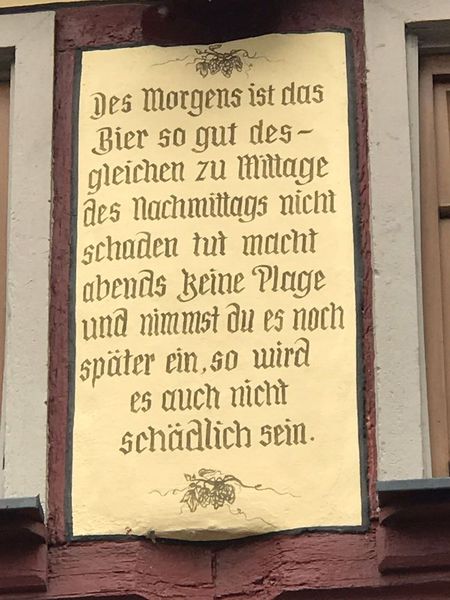 Des Morgens ist das
Bier so gut des-
gleichen zu Mittage
des Nachmittags nicht
schaden tut macht
abends keine Plage
und nimmst du es noch
später ein, so wird
es auch nicht
schädlich sein.